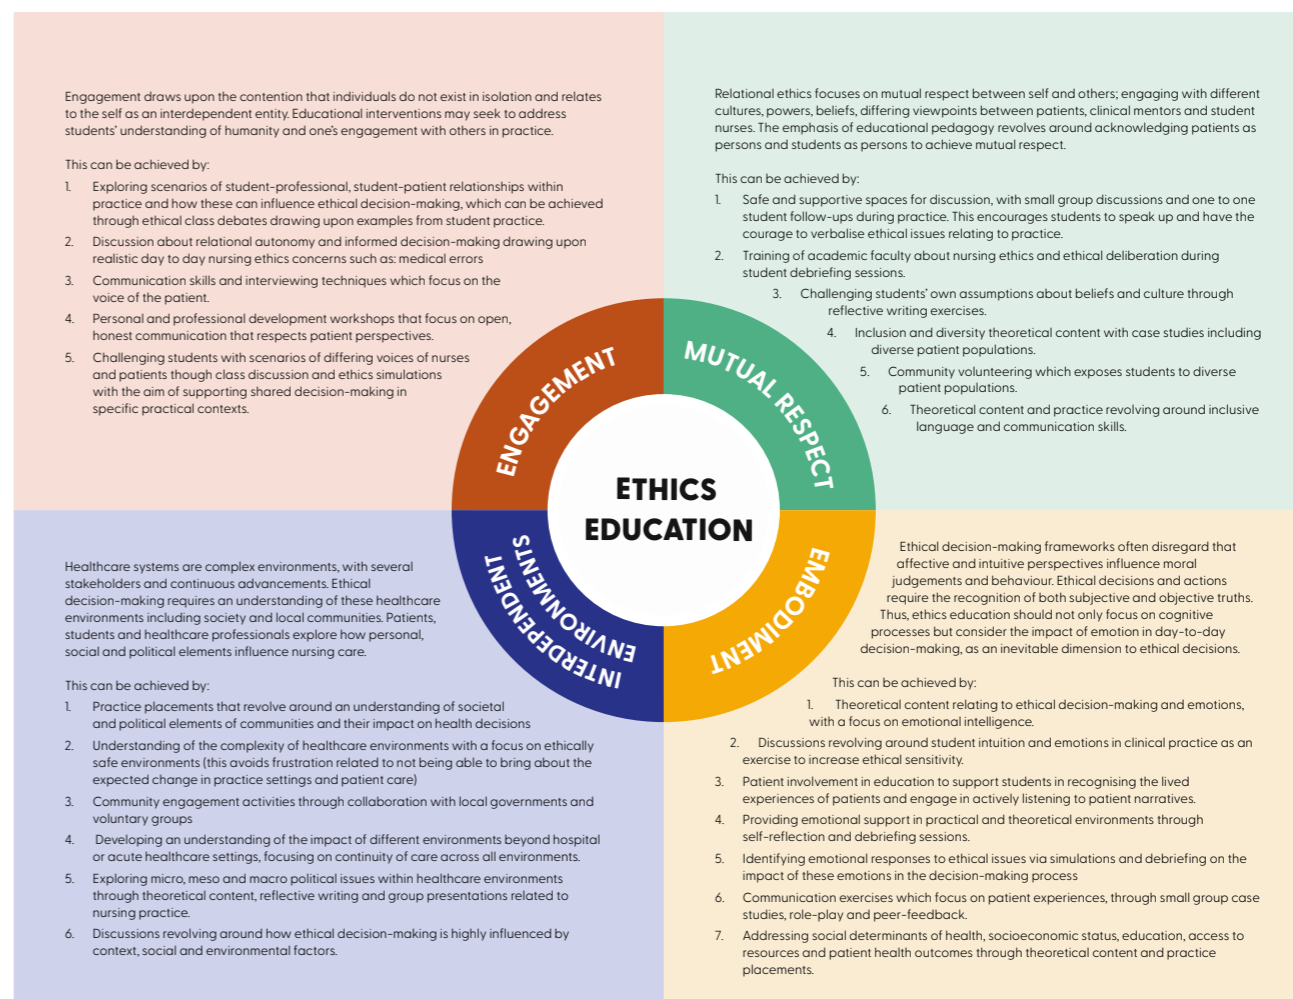 Engagement draws upon the contention that individuals do not exist in isolation and relates
to the self as an interdependent entity. Educational interventions may seek to address
students' understanding of humanity and one's engagement with others in practice.
This can be achieved by:
1. Exploring scenarios of student-professional, student-patient relationships within
practice and how these can influence ethical decision-making, which can be achieved
through ethical class debates drawing upon examples from student practice.
2. Discussion about relational autonomy and informed decision-making drawing upon
realistic day to day nursing ethics concerns such as: medical errors
3. Communication skills and interviewing techniques which focus on the
voice of the patient.
4. Personal and professional development workshops that focus on open,
honest communication that respects patient perspectives.
5. Challenging students with scenarios of differing voices of nurses
and patients though class discussion and ethics simulations
with the aim of supporting shared decision-making in
specific practical contexts.
Relational ethics focuses on mutual respect between self and others; engaging with different
cultures, powers, beliefs, differing viewpoints between patients, clinical mentors and student
nurses. The emphasis of educational pedagogy revolves around acknowledging patients as
persons and students as persons to achieve mutual respect.
This can be achieved by:
1. Safe and supportive spaces for discussion, with small group discussions and one to one
student follow-ups during practice. This encourages students to speak up and have the
courage to verbalise ethical issues relating to practice.
2. Training of academic faculty about nursing ethics and ethical deliberation during
student debriefing sessions.
3. Challenging students' own assumptions about beliefs and culture through
reflective writing exercises.
4. Inclusion and diversity theoretical content with case studies including
diverse patient populations.
5. Community volunteering which exposes students to diverse
patient populations.
6. Theoretical content and practice revolving around inclusive
language and communication skills.
ENGAGEMENT
MUTUAL RESPECT
ETHICS
EDUCATION
INTERDEPENDENT
ENVIRONMENTS
EMBODIMENT
Healthcare systems are complex environments, with several
stakeholders and continuous advancements. Ethical
decision-making requires an understanding of these healthcare
environments including society and local communities. Patients,
students and healthcare professionals explore how personal,
social and political elements influence nursing care.
This can be achieved by:
1. Practice placements that revolve around an understanding of societal
and political elements of communities and their impact on health decisions
2. Understanding of the complexity of healthcare environments with a focus on ethically
safe environments (this avoids frustration related to not being able to bring about the
expected change in practice settings and patient care)
3. Community engagement activities through collaboration with local governments and
voluntary groups
4. Developing an understanding of the impact of different environments beyond hospital
or acute healthcare settings, focusing on continuity of care across all environments.
5. Exploring micro, meso and macro political issues within healthcare environments
through theoretical content, reflective writing and group presentations related to
nursing practice.
6. Discussions revolving around how ethical decision-making is highly influenced by
context, social and environmental factors.
Ethical decision-making frameworks often disregard that
affective and intuitive perspectives influence moral
judgements and behaviour. Ethical decisions and actions
require the recognition of both subjective and objective truths.
Thus, ethics education should not only focus on cognitive
processes but consider the impact of emotion in day-to-day
decision-making, as an inevitable dimension to ethical decisions.
This can be achieved by:
1. Theoretical content relating to ethical decision-making and emotions,
with a focus on emotional intelligence.
2. Discussions revolving around student intuition and emotions in clinical practice as an
exercise to increase ethical sensitivity.
3. Patient involvement in education to support students in recognising the lived
experiences of patients and engage in actively listening to patient narratives.
4. Providing emotional support in practical and theoretical environments through
self-reflection and debriefing sessions.
5. Identifying emotional responses to ethical issues via simulations and debriefing on the
impact of these emotions in the decision-making process
6. Communication exercises which focus on patient experiences, through small group case
studies, role-play and peer-feedback.
7. Addressing social determinants of health, socioeconomic status, education, access to
resources and patient health outcomes through theoretical content and practice
placements.